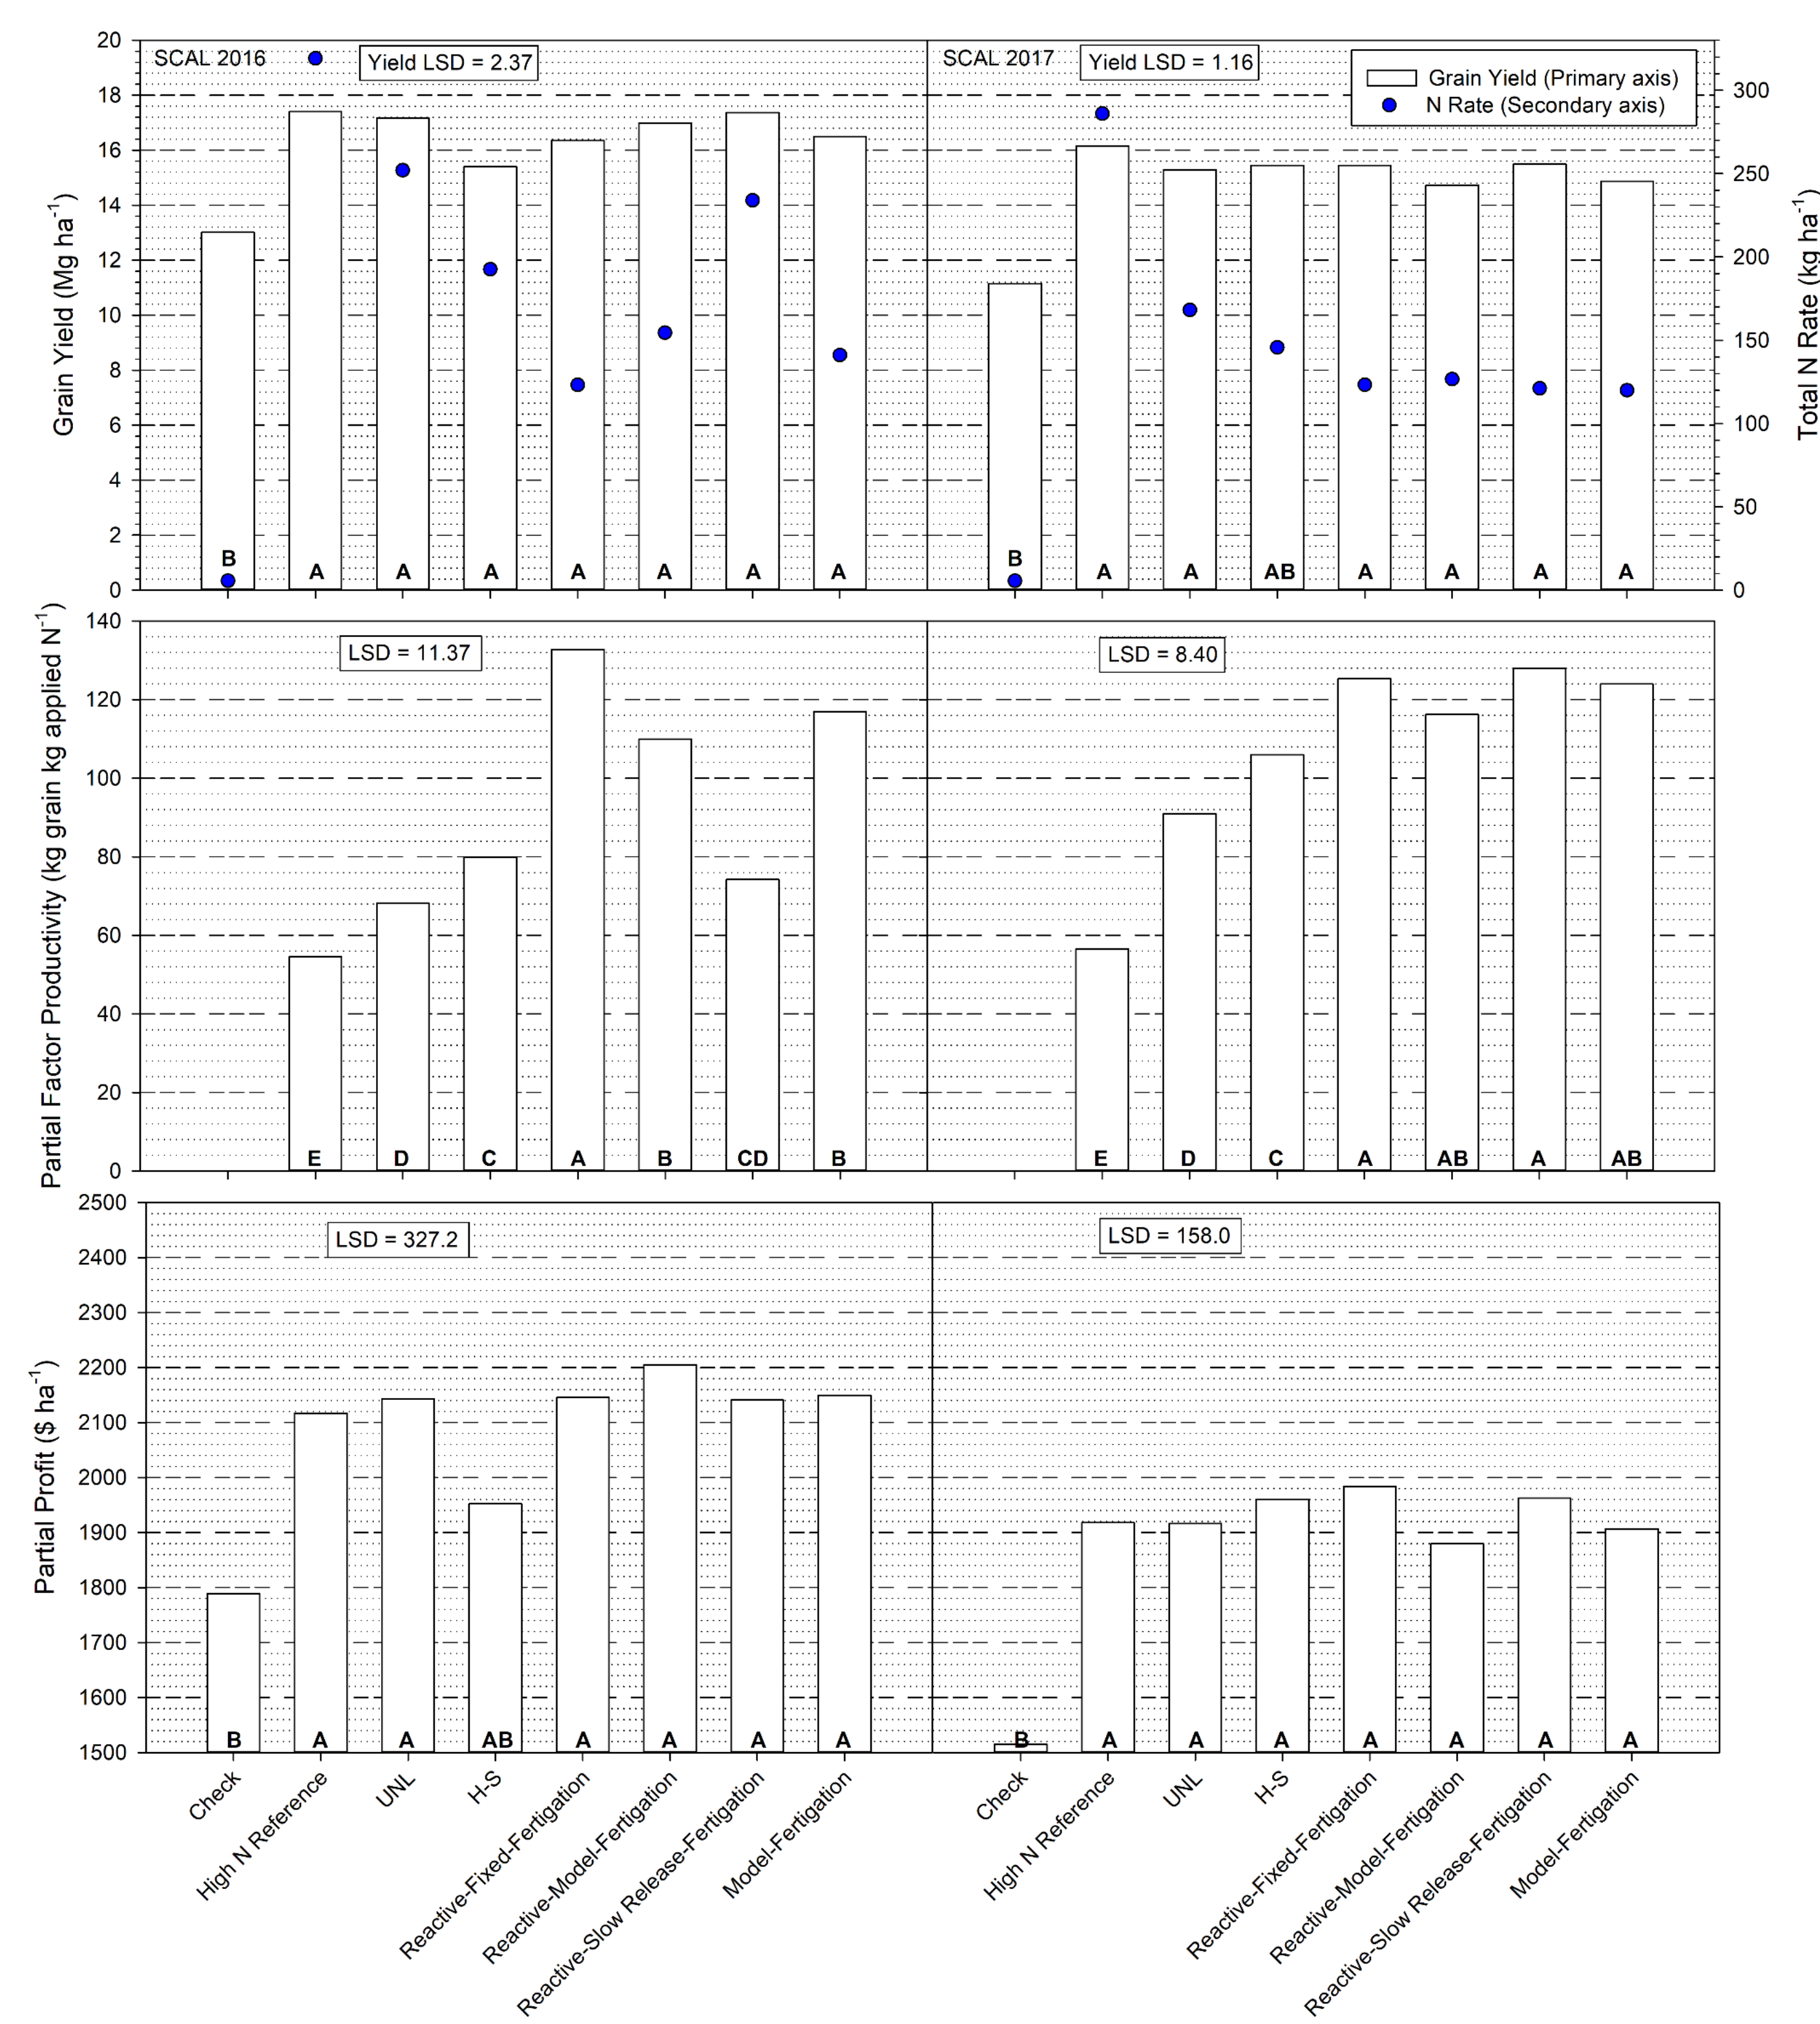 SCAL 2016
Yield LSD = 2.37
SCAL 2017
Yield LSD = 1.16
Grain Yield (Primary axis)
N Rate (Secondary axis)
Grain Yield (Mg ha⁻¹)
20
18
16
14
12
10
8
6
4
2
0
B A A A A A A A
B A A AB A A A A
300
250
200
150
100
50
0
Total N Rate (kg ha⁻¹)
LSD = 11.37
LSD = 8.40
Partial Factor Productivity (kg grain kg applied N⁻¹)
140
120
100
80
60
40
20
0
E D C A B CD B
E D C A AB A AB
LSD = 327.2
LSD = 158.0
Partial Profit ($ ha⁻¹)
2500
2400
2300
2200
2100
2000
1900
1800
1700
1600
1500
B A A AB A A A A
B A A A A A A A
Check
High N Reference
UNL
H-S
Reactive-Fixed-Fertigation
Reactive-Model-Fertigation
Reactive-Slow Release-Fertigation
Model-Fertigation
Check
High N Reference
UNL
H-S
Reactive-Fixed-Fertigation
Reactive-Model-Fertigation
Reactive-Slow Release-Fertigation
Model-Fertigation